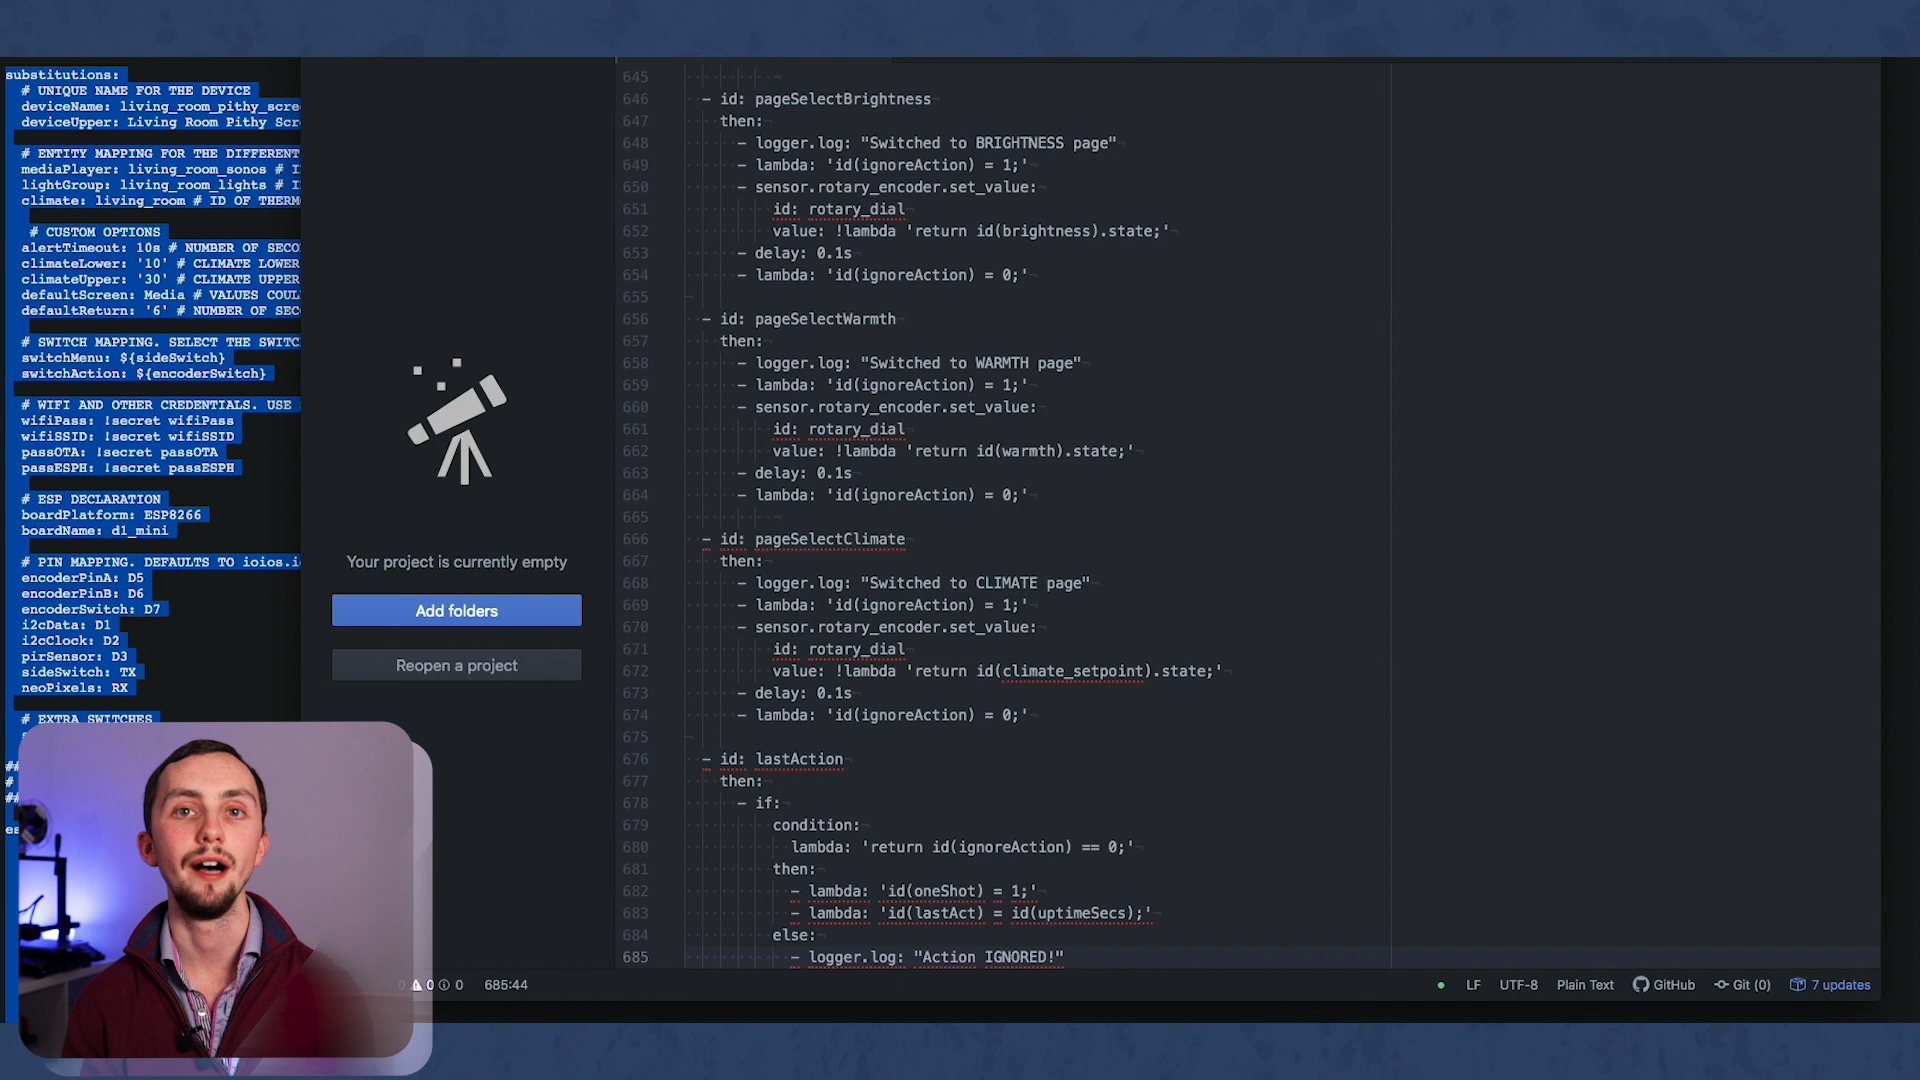 substitutions:
# UNIQUE NAME FOR THE DEVICE
deviceName: living_room_pithy_scre
deviceUpper: Living Room Pithy Scr
# ENTITY MAPPING FOR THE DIFFERENT
mediaPlayer: living_room_sonos # I
lightGroup: living_room_lights # I
climate: living_room # ID OF THERM
# CUSTOM OPTIONS
alertTimeout: 10s # NUMBER OF SECO
climateLower: '10' # CLIMATE LOWER
climateUpper: '30' # CLIMATE UPPER
defaultScreen: Media # VALUES COUL
defaultReturn: '6' # NUMBER OF SEC
# SWITCH MAPPING. SELECT THE SWITC
switchMenu: ${sideSwitch}
switchAction: ${encoderSwitch}
# WIFI AND OTHER CREDENTIALS. USE
wifiPass: !secret wifiPass
wifiSSID: !secret wifiSSID
passOTA: !secret passOTA
passESPH: !secret passESPH
# ESP DECLARATION
boardPlatform: ESP8266
boardName: d1_mini
# PIN MAPPING. DEFAULTS TO ioios.i
encoderPinA: D5
encoderPinB: D6
encoderSwitch: D7
i2cData: D1
i2cClock: D2
pirSensor: D3
sideSwitch: TX
neoPixels: RX
# EXTRA SWITCHES
##
#
##
es
Your project is currently empty
Add folders
Reopen a project
645
646 - id: pageSelectBrightness
647 then:
648 - logger.log: "Switched to BRIGHTNESS page"
649 - lambda: 'id(ignoreAction) = 1;'
650 - sensor.rotary_encoder.set_value:
651 id: rotary_dial
652 value: !lambda 'return id(brightness).state;'
653 - delay: 0.1s
654 - lambda: 'id(ignoreAction) = 0;'
655
656 - id: pageSelectWarmth
657 then:
658 - logger.log: "Switched to WARMTH page"
659 - lambda: 'id(ignoreAction) = 1;'
660 - sensor.rotary_encoder.set_value:
661 id: rotary_dial
662 value: !lambda 'return id(warmth).state;'
663 - delay: 0.1s
664 - lambda: 'id(ignoreAction) = 0;'
665
666 - id: pageSelectClimate
667 then:
668 - logger.log: "Switched to CLIMATE page"
669 - lambda: 'id(ignoreAction) = 1;'
670 - sensor.rotary_encoder.set_value:
671 id: rotary_dial
672 value: !lambda 'return id(climate_setpoint).state;'
673 - delay: 0.1s
674 - lambda: 'id(ignoreAction) = 0;'
675
676 - id: lastAction
677 then:
678 - if:
679 condition:
680 lambda: 'return id(ignoreAction) == 0;'
681 then:
682 - lambda: 'id(oneShot) = 1;'
683 - lambda: 'id(lastAct) = id(uptimeSecs);'
684 else:
685 - logger.log: "Action IGNORED!"
0 0 0 685:44
LF UTF-8 Plain Text GitHub Git (0) 7 updates